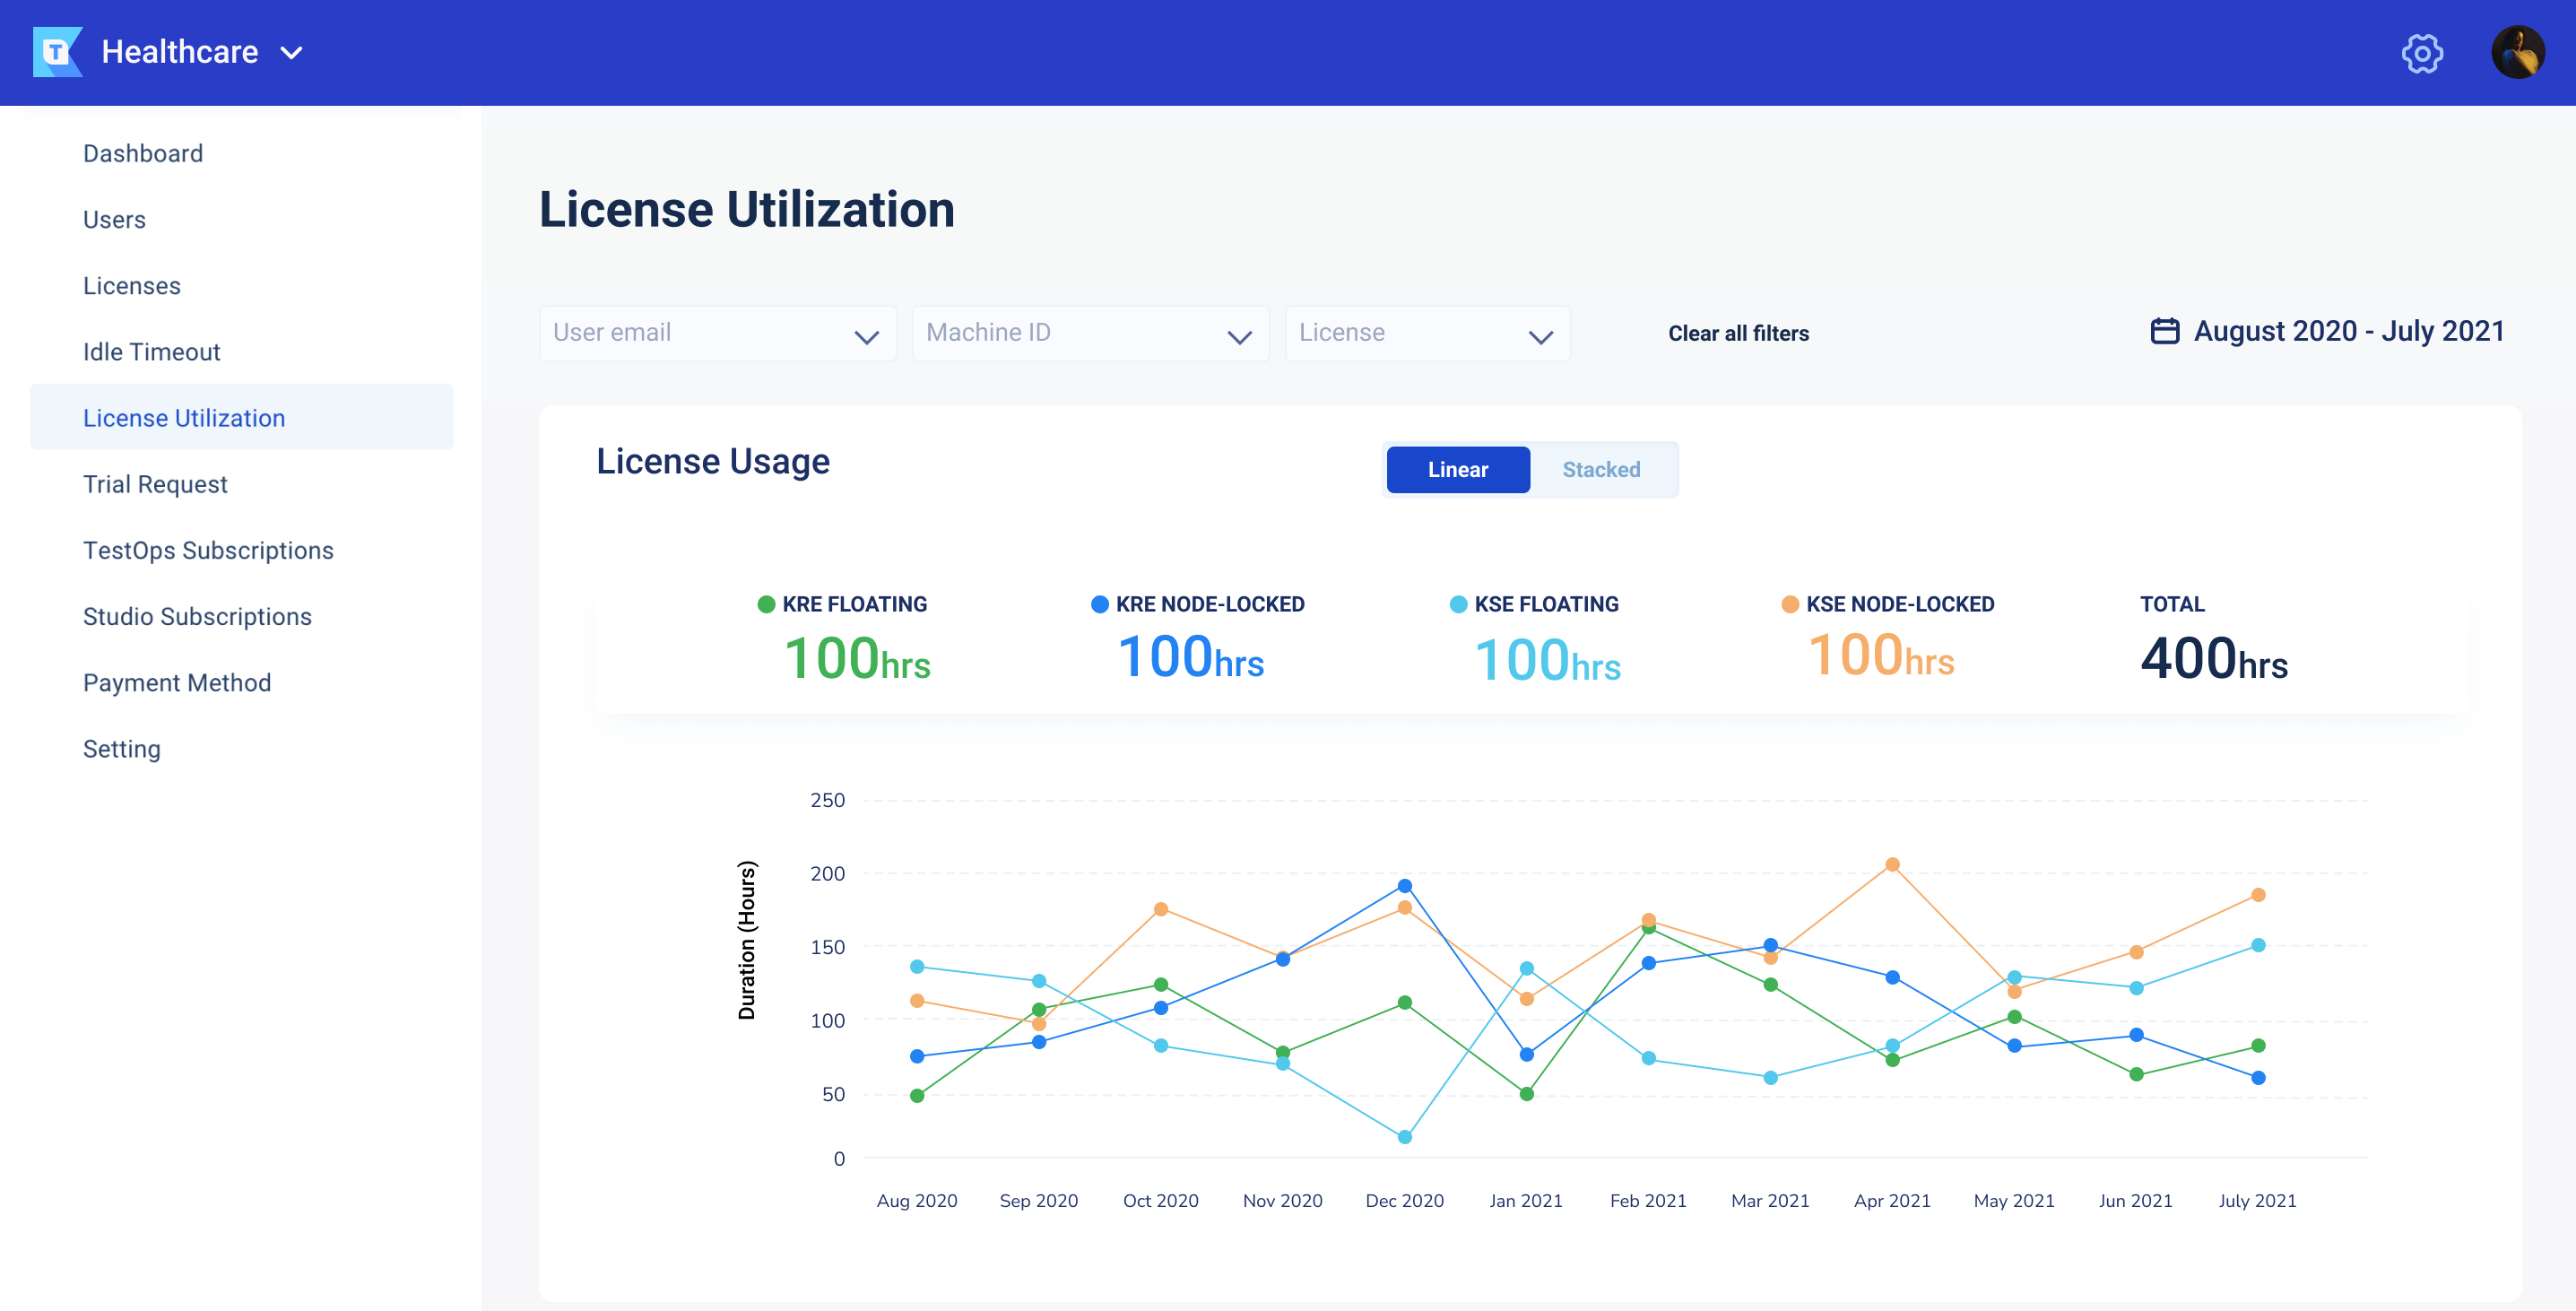 T
Healthcare
Dashboard
Users
Licenses
Idle Timeout
License Utilization
Trial Request
TestOps Subscriptions
Studio Subscriptions
Payment Method
Setting
License Utilization
User email
Machine ID
License
Clear all filters
August 2020 - July 2021
License Usage
Linear
Stacked
KRE FLOATING
100hrs
KRE NODE-LOCKED
100hrs
KSE FLOATING
100hrs
KSE NODE-LOCKED
100hrs
TOTAL
400hrs
Duration (Hours)
250
200
150
100
50
0
Aug 2020
Sep 2020
Oct 2020
Nov 2020
Dec 2020
Jan 2021
Feb 2021
Mar 2021
Apr 2021
May 2021
Jun 2021
July 2021